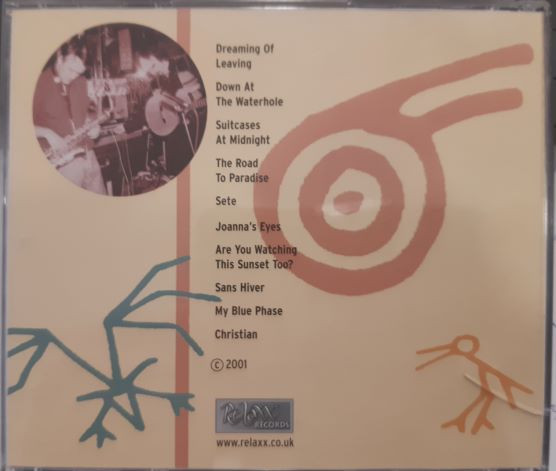 Dreaming Of
Leaving
Down At
The Waterhole
Suitcases
At Midnight
The Road
To Paradise
Sete
Joanna's Eyes
Are You Watching
This Sunset Too?
Sans Hiver
My Blue Phase
Christian
© 2001
Relaxx
RECORDS
www.relaxx.co.uk